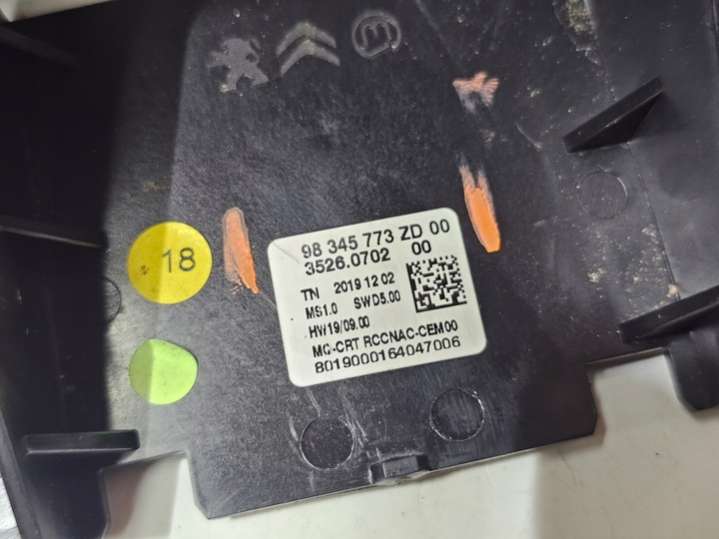 98 345 773 ZD 00
3526.0702 00
TN 2019 12 02
MS1.0 SWD5.00
HW19/09.00
MQ-CRT RCCNAC-CEM00
8019000164047006
18